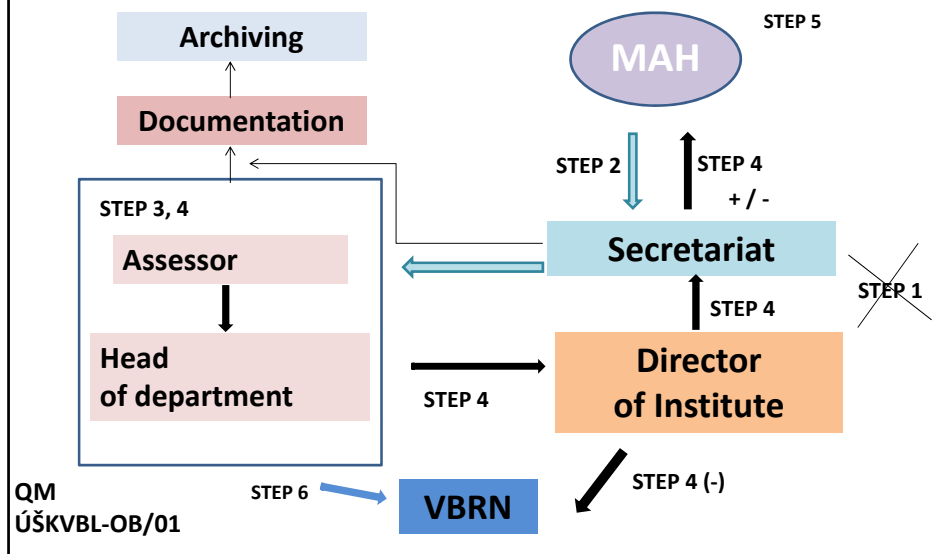 Archiving
MAH
STEP 5
Documentation
STEP 2
STEP 4
+ / -
STEP 3, 4
Assessor
Secretariat
STEP 1
STEP 4
Head
of department
STEP 4
Director
of Institute
STEP 4 (-)
STEP 6
VBRN
QM
ÚŠKVBL-OB/01